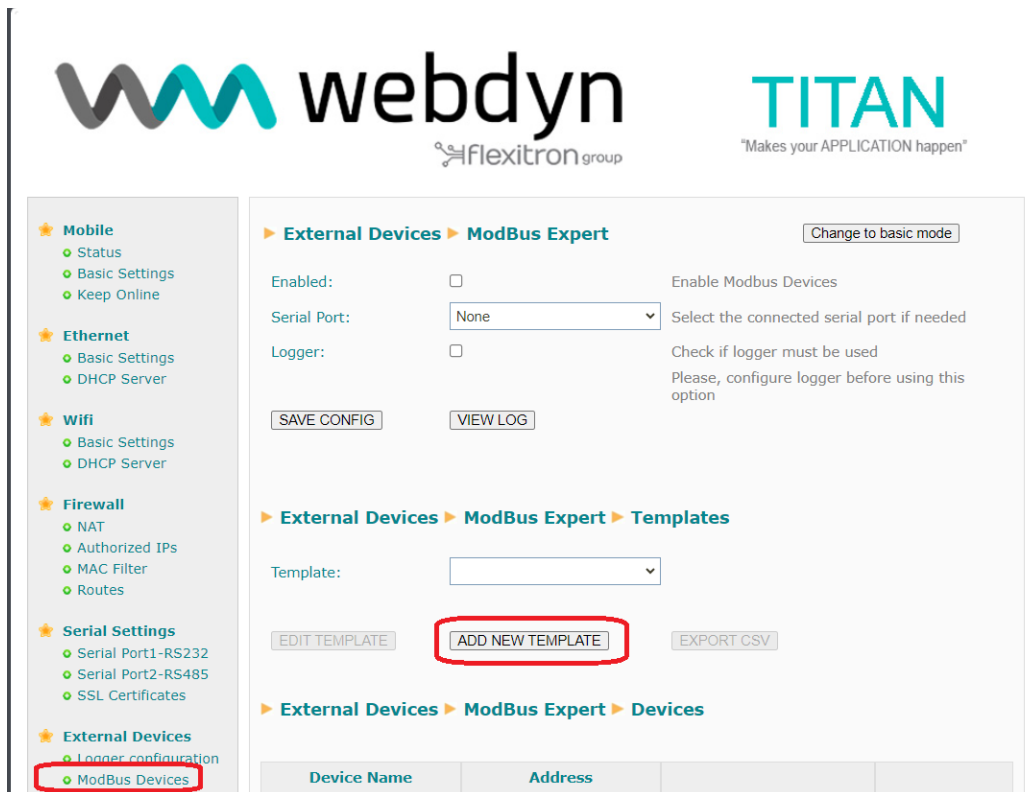 webdyn
flexitron group
TITAN
"Makes your APPLICATION happen"
Mobile
Status
Basic Settings
Keep Online
Ethernet
Basic Settings
DHCP Server
Wifi
Basic Settings
DHCP Server
Firewall
NAT
Authorized IPs
MAC Filter
Routes
Serial Settings
Serial Port1-RS232
Serial Port2-RS485
SSL Certificates
External Devices
Logger configuration
ModBus Devices
External Devices ModBus Expert
Change to basic mode
Enabled: Enable Modbus Devices
Serial Port: None Select the connected serial port if needed
Logger: Check if logger must be used
Please, configure logger before using this
option
SAVE CONFIG VIEW LOG
External Devices ModBus Expert Templates
Template:
EDIT TEMPLATE ADD NEW TEMPLATE EXPORT CSV
External Devices ModBus Expert Devices
Device Name Address